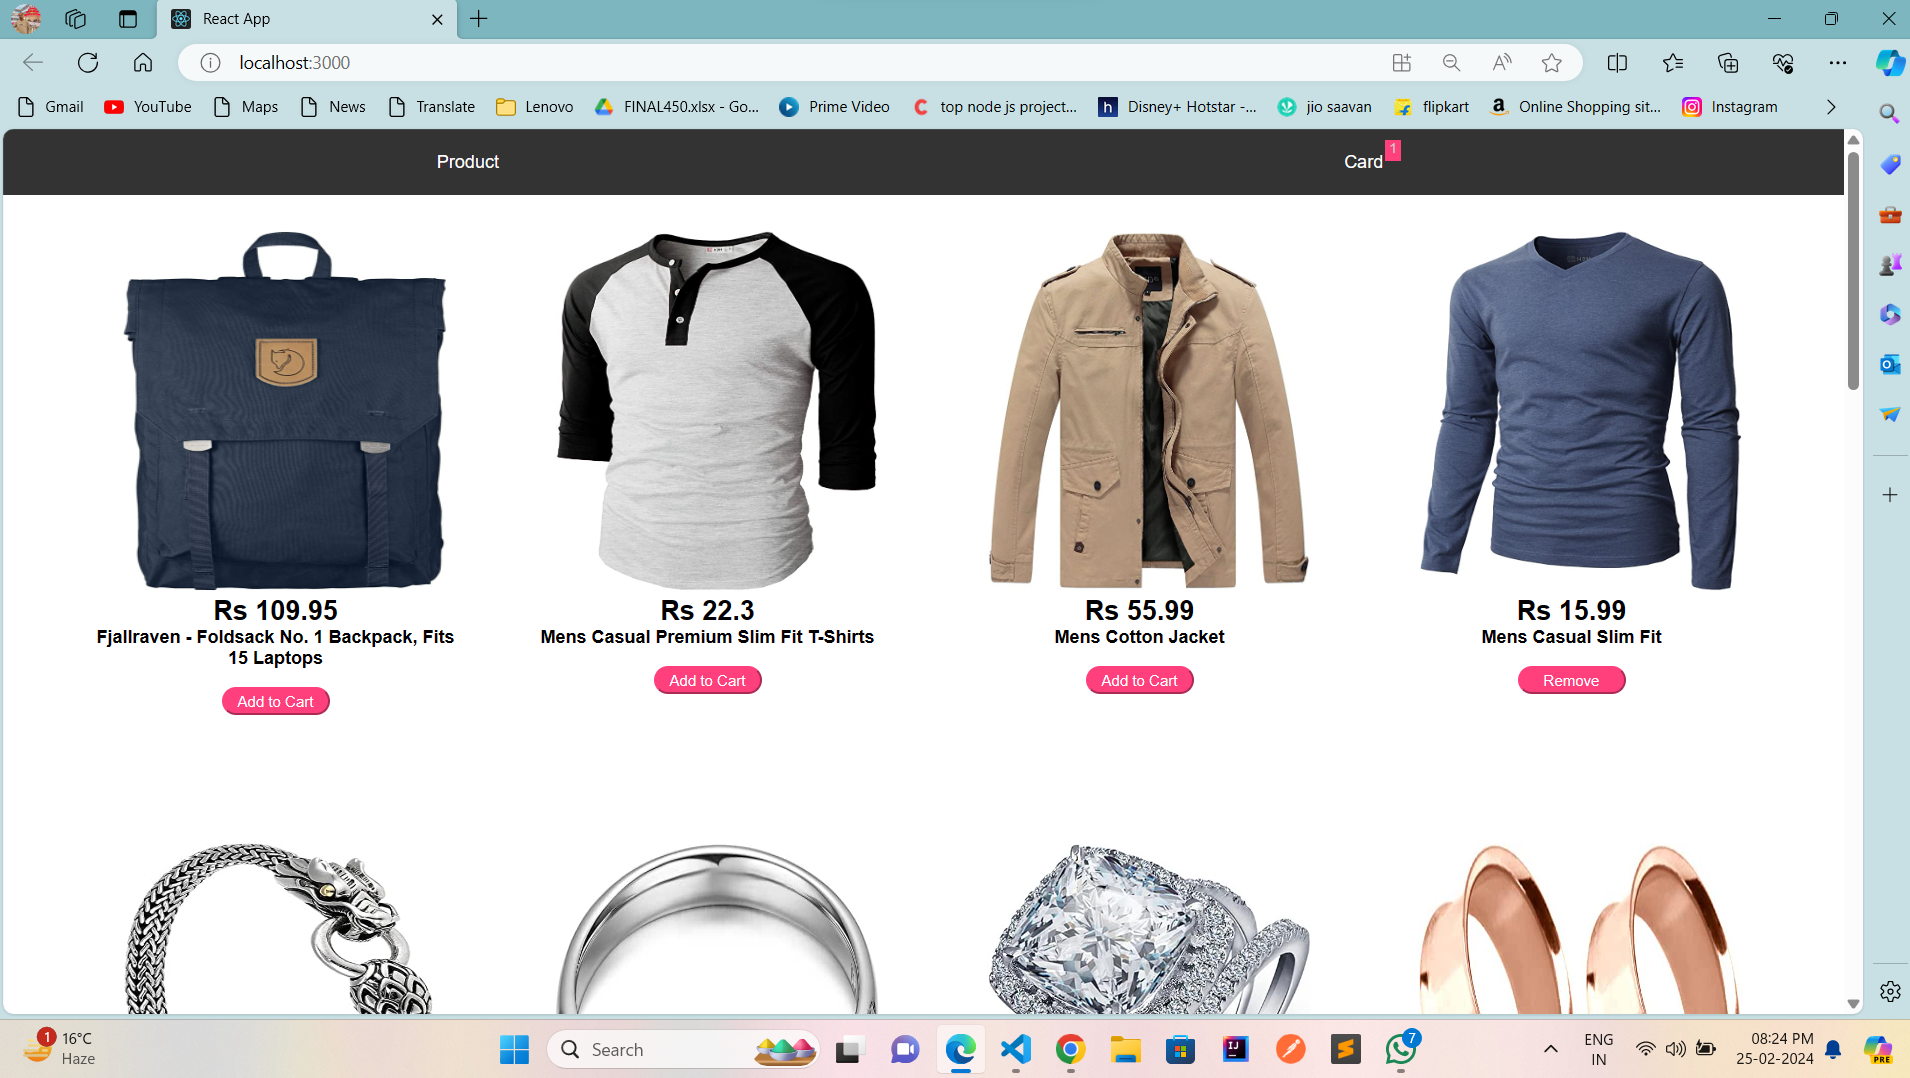 React App
localhost:3000
Gmail
YouTube
Maps
News
Translate
Lenovo
FINAL450.xlsx - Go...
Prime Video
top node js project...
Disney+ Hotstar -...
jio saavan
flipkart
Online Shopping sit...
Instagram
Product
Card 1
Rs 109.95
Fjallraven - Foldsack No. 1 Backpack, Fits
15 Laptops
Add to Cart
Rs 22.3
Mens Casual Premium Slim Fit T-Shirts
Add to Cart
Rs 55.99
Mens Cotton Jacket
Add to Cart
Rs 15.99
Mens Casual Slim Fit
Remove
1
16°C
Haze
Search
7
ENG
IN
08:24 PM
25-02-2024